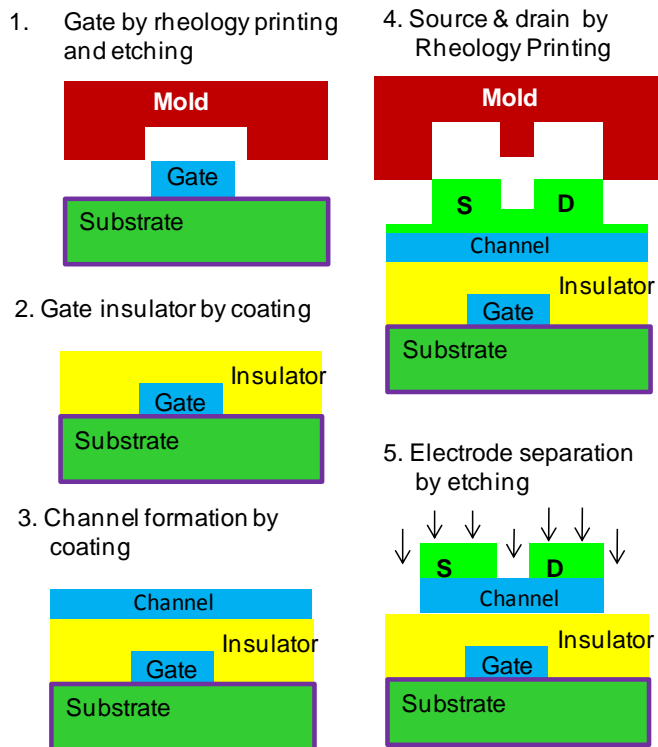 1. Gate by rheology printing
and etching
Mold
Gate
Substrate
2. Gate insulator by coating
Insulator
Gate
Substrate
3. Channel formation by
coating
Channel
Insulator
Gate
Substrate
4. Source & drain by
Rheology Printing
Mold
S D
Channel
Insulator
Gate
Substrate
5. Electrode separation
by etching
S D
Channel
Insulator
Gate
Substrate